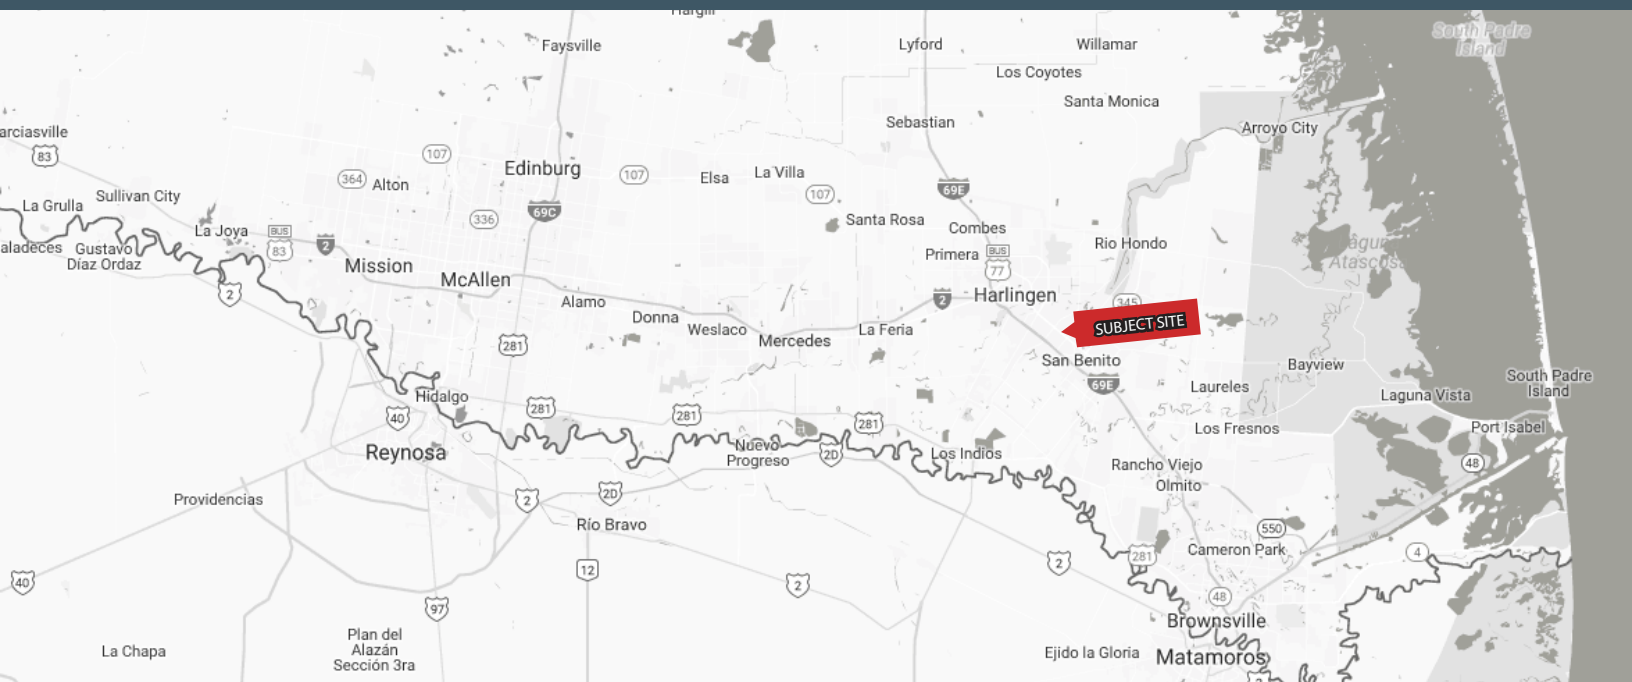 Hargill
South Padre
Island
Faysville
Lyford
Willamar
Los Coyotes
Santa Monica
Sebastian
Arroyo City
arciasville
83
107
Edinburg
107
Elsa
La Villa
364
Alton
107
69E
Sullivan City
La Grulla
336
69C
Santa Rosa
Combes
La Joya
BUS
83
2
aladeces
Gustavo
Díaz Ordaz
Rio Hondo
Primera
BUS
77
Laguna
Atascosa
Mission
McAllen
2
Alamo
2
Harlingen
345
SUBJECT SITE
Donna
Weslaco
La Feria
Mercedes
281
San Benito
69E
Bayview
South Padre
Island
Laureles
Laguna Vista
Hidalgo
40
281
281
281
Los Fresnos
Port Isabel
Reynosa
Nuevo
Progreso
2D
Los Indios
Rancho Viejo
Olmito
48
Providencias
2
2D
Río Bravo
550
Cameron Park
281
4
40
12
2
2
97
48
Brownsville
Plan del
Alazán
Sección 3ra
La Chapa
Ejido la Gloria
Matamoros
2